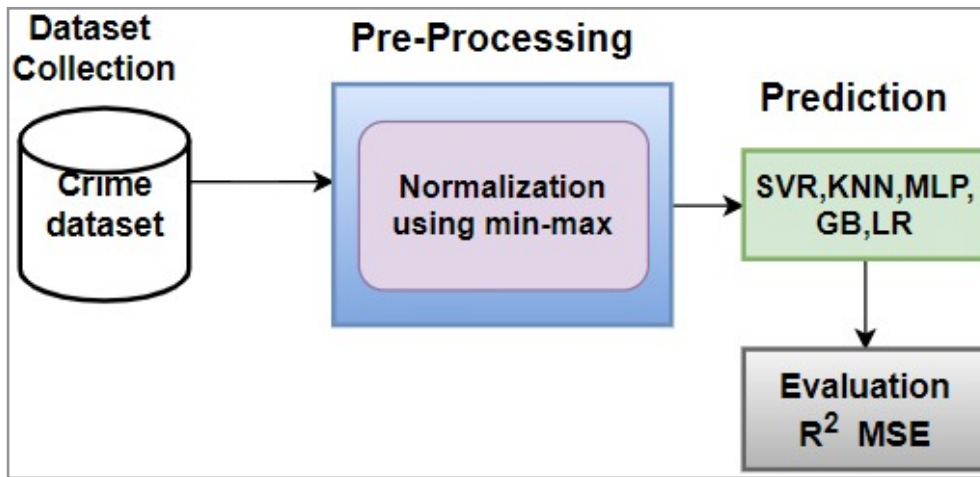 Dataset
Collection
Crime
dataset
Pre-Processing
Normalization
using min-max
Prediction
SVR,KNN,MLP,
GB,LR
Evaluation
R² MSE